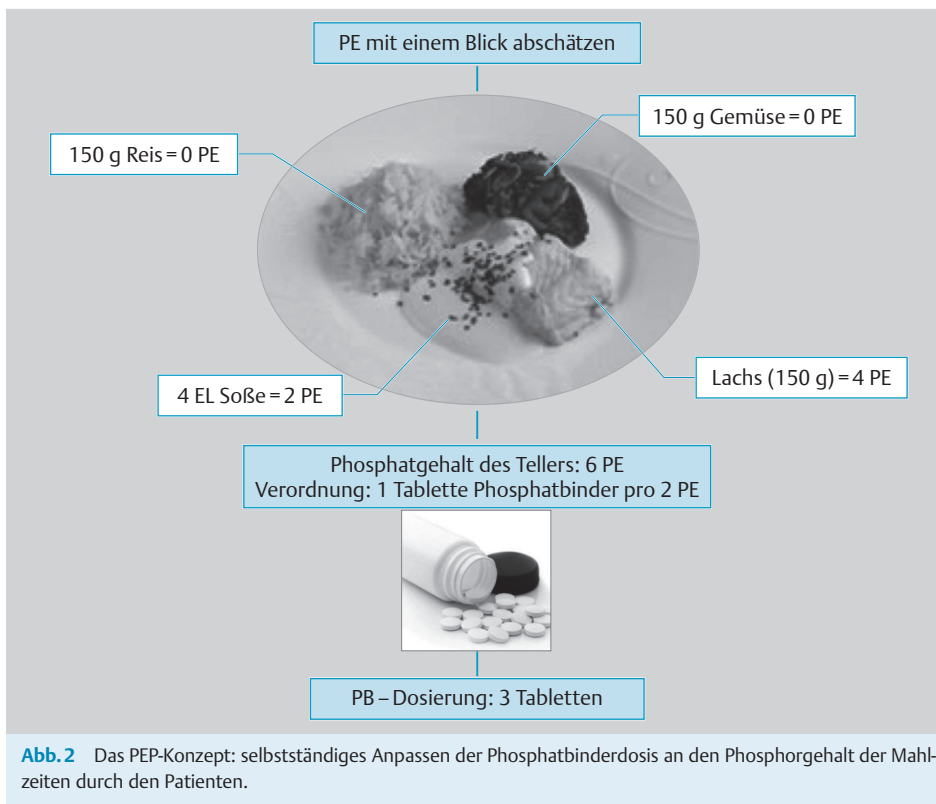 PE mit einem Blick abschätzen
150 g Gemüse = 0 PE
150 g Reis = 0 PE
4 EL Soße = 2 PE
Lachs (150 g) = 4 PE
Phosphatgehalt des Tellers: 6 PE
Verordnung: 1 Tablette Phosphatbinder pro 2 PE
PB – Dosierung: 3 Tabletten
Abb. 2 Das PEP-Konzept: selbstständiges Anpassen der Phosphatbinderdosis an den Phosphorgehalt der Mahl-
zeiten durch den Patienten.